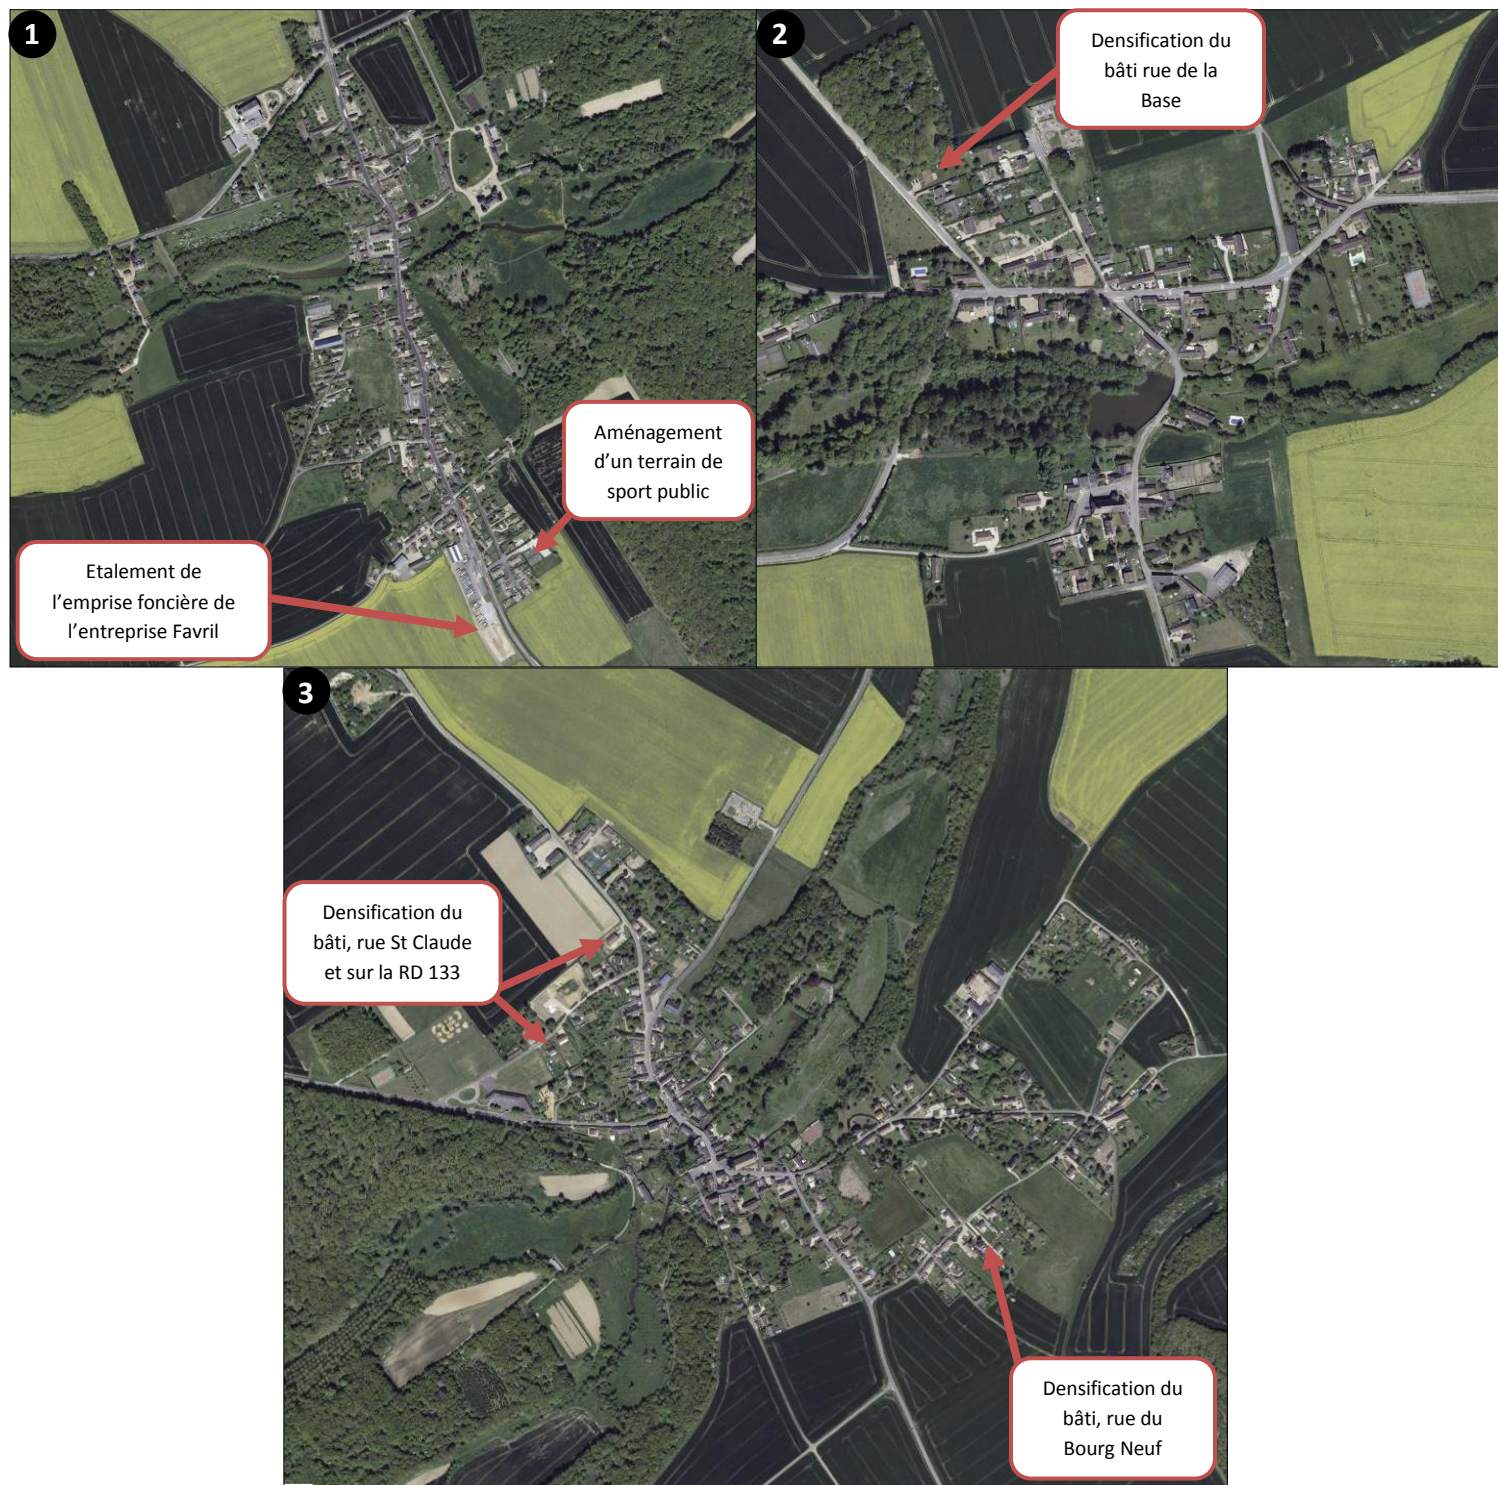 1
2
Densification du
bâti rue de la
Base
Aménagement
d’un terrain de
sport public
Etalement de
l’emprise foncière de
l’entreprise Favril
3
Densification du
bâti, rue St Claude
et sur la RD 133
Densification du
bâti, rue du
Bourg Neuf